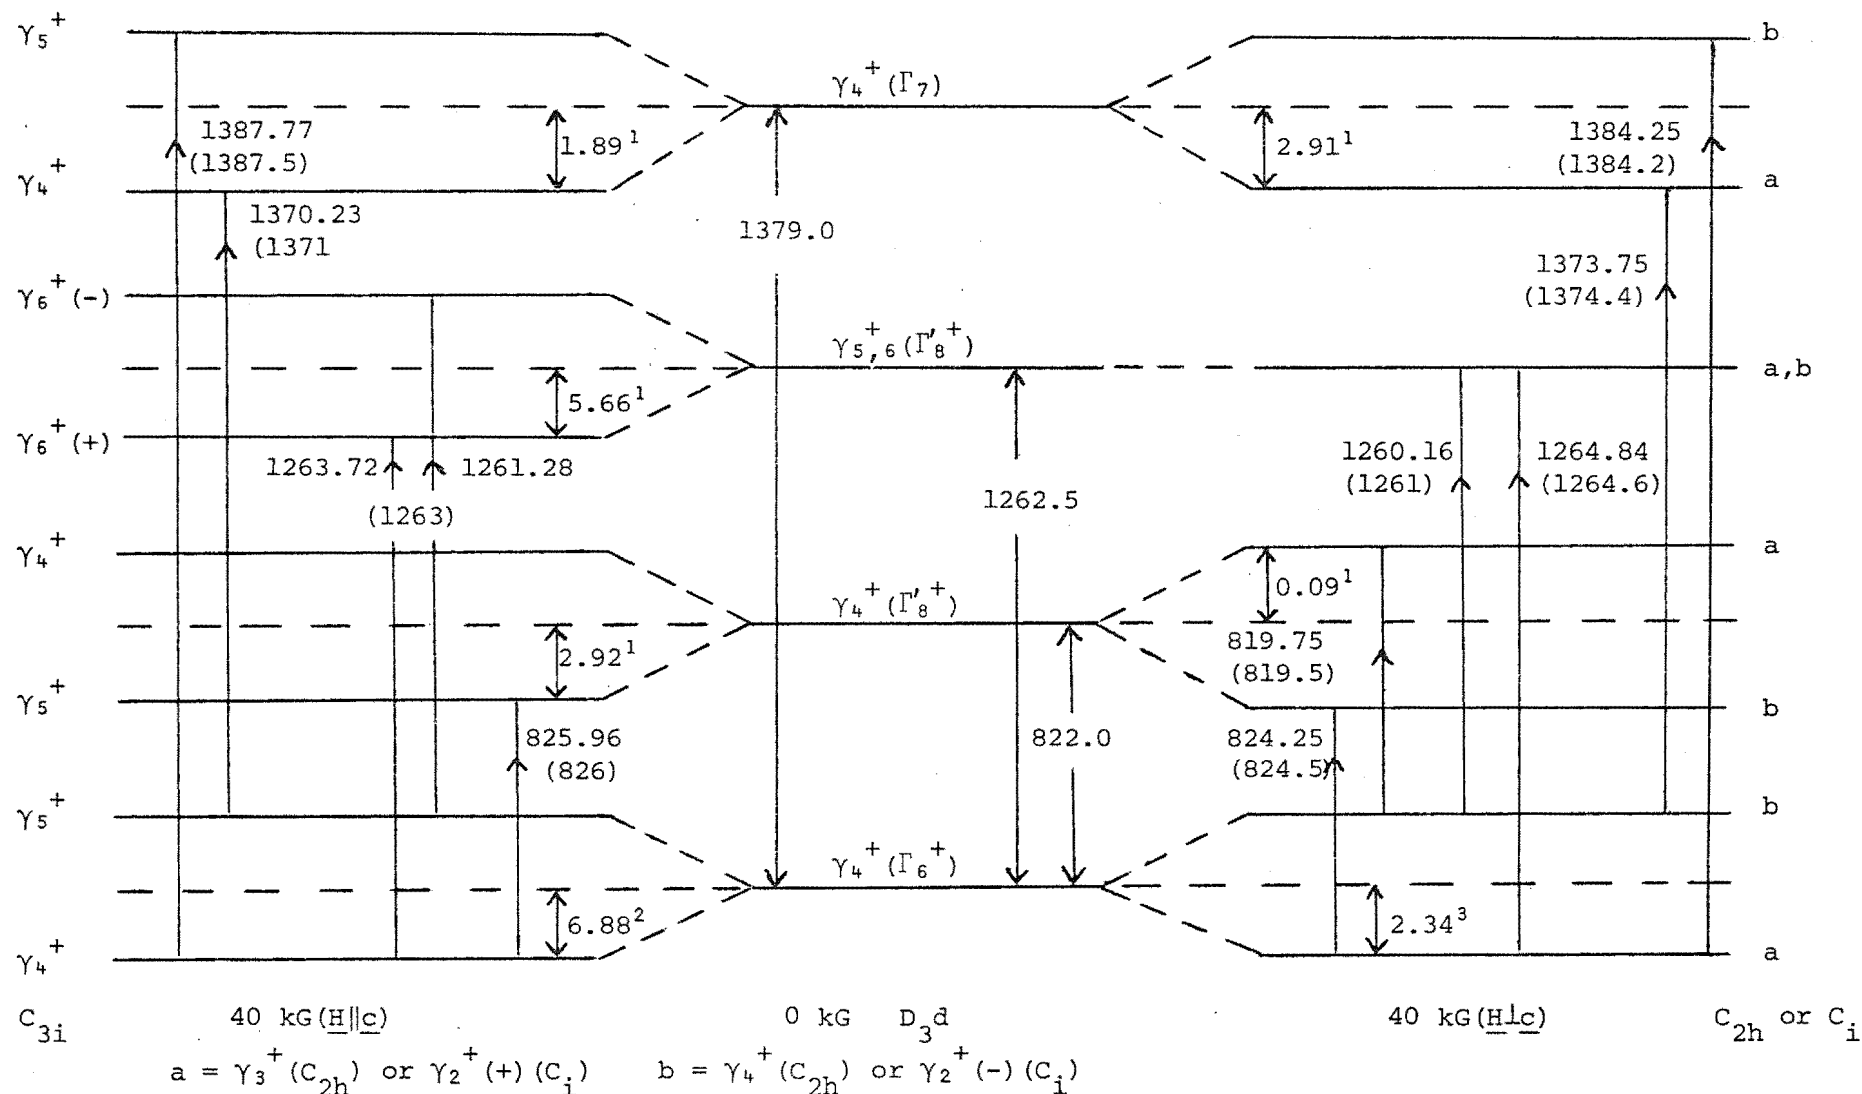 γ₅⁺
b
γ₄⁺(Γ₇)
1387.77
(1387.5)
1.89¹
2.91¹
1384.25
(1384.2)
γ₄⁺
a
1370.23
(1371
1379.0
1373.75
(1374.4)
γ₆⁺(-)
γ₅,₆⁺(Γ′₈⁺)
a,b
5.66¹
γ₆⁺(+)
1263.72
1261.28
(1263)
1262.5
1260.16
(1261)
1264.84
(1264.6)
γ₄⁺
a
γ₄⁺(Γ′₈⁺)
0.09¹
2.92¹
819.75
(819.5)
γ₅⁺
b
825.96
(826)
822.0
824.25
(824.5)
γ₅⁺
b
γ₄⁺(Γ₆⁺)
6.88²
2.34³
γ₄⁺
a
C₃ᵢ 40 kG(H||c) 0 kG D₃d 40 kG(H⊥c) C₂ₕ or Cᵢ
a = γ₃⁺(C₂ₕ) or γ₂⁺(+)(Cᵢ) b = γ₄⁺(C₂ₕ) or γ₂⁺(-)(Cᵢ)